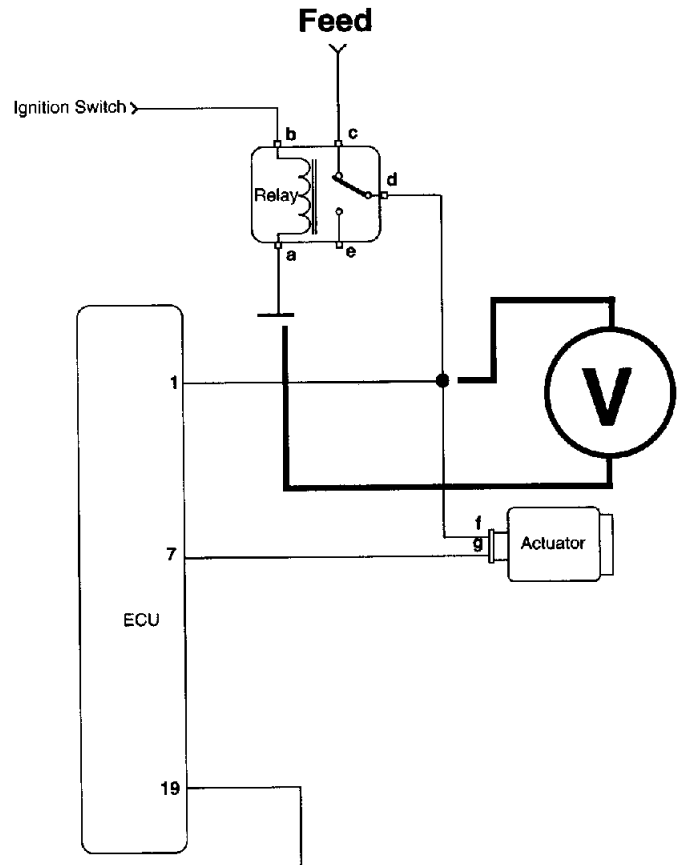 Feed
Ignition Switch
b
c
Relay
d
a
e
1
V
f
g
Actuator
7
ECU
19